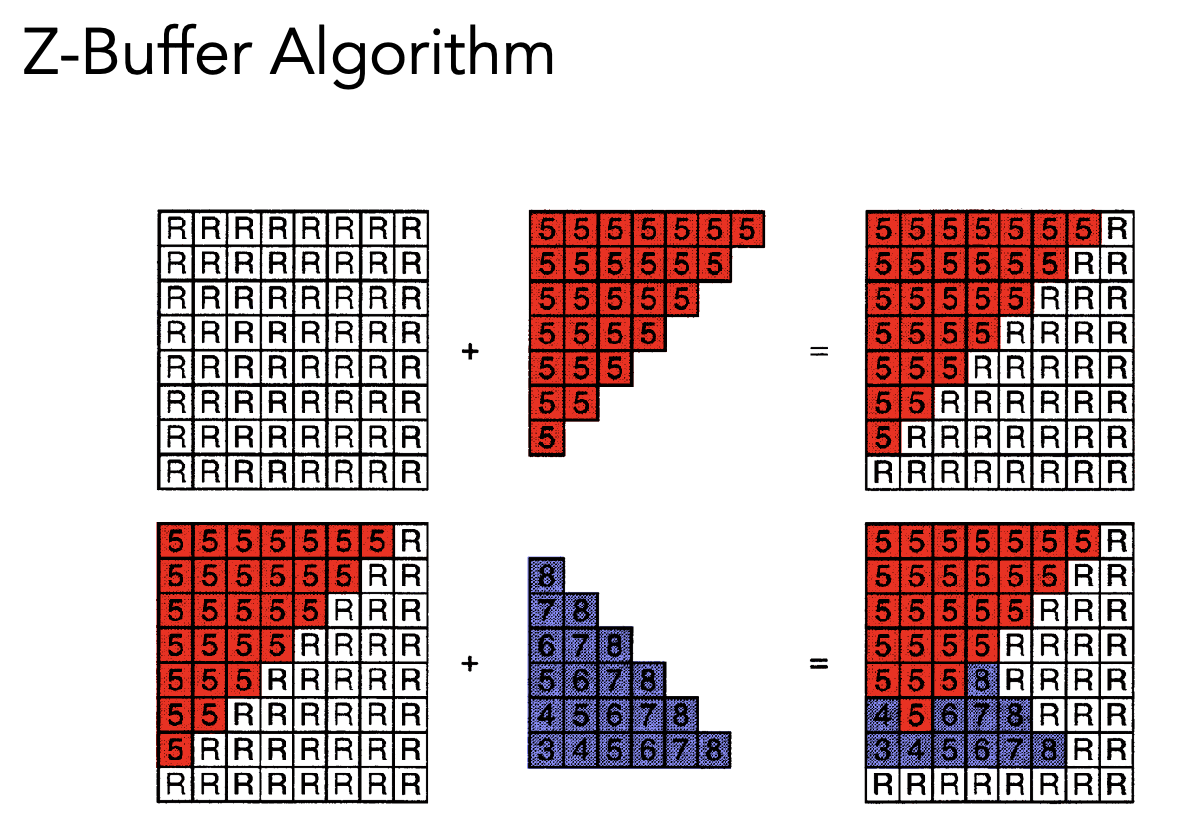 Z-Buffer Algorithm
R R R R R R R R
R R R R R R R R
R R R R R R R R
R R R R R R R R
R R R R R R R R
R R R R R R R R
R R R R R R R R
R R R R R R R R
+
5 5 5 5 5 5 5
5 5 5 5 5 5
5 5 5 5 5
5 5 5 5
5 5 5
5 5
5
=
5 5 5 5 5 5 5 R
5 5 5 5 5 5 R R
5 5 5 5 5 R R R
5 5 5 5 R R R R
5 5 5 R R R R R
5 5 R R R R R R
5 R R R R R R R
R R R R R R R R
5 5 5 5 5 5 5 R
5 5 5 5 5 5 R R
5 5 5 5 5 R R R
5 5 5 5 R R R R
5 5 5 R R R R R
5 5 R R R R R R
5 R R R R R R R
R R R R R R R R
+
8
7 8
6 7 8
5 6 7 8
4 5 6 7 8
3 4 5 6 7 8
=
5 5 5 5 5 5 5 R
5 5 5 5 5 5 R R
5 5 5 5 5 R R R
5 5 5 5 R R R R
5 5 5 8 R R R R
4 5 6 7 8 R R R
3 4 5 6 7 8 R R
R R R R R R R R